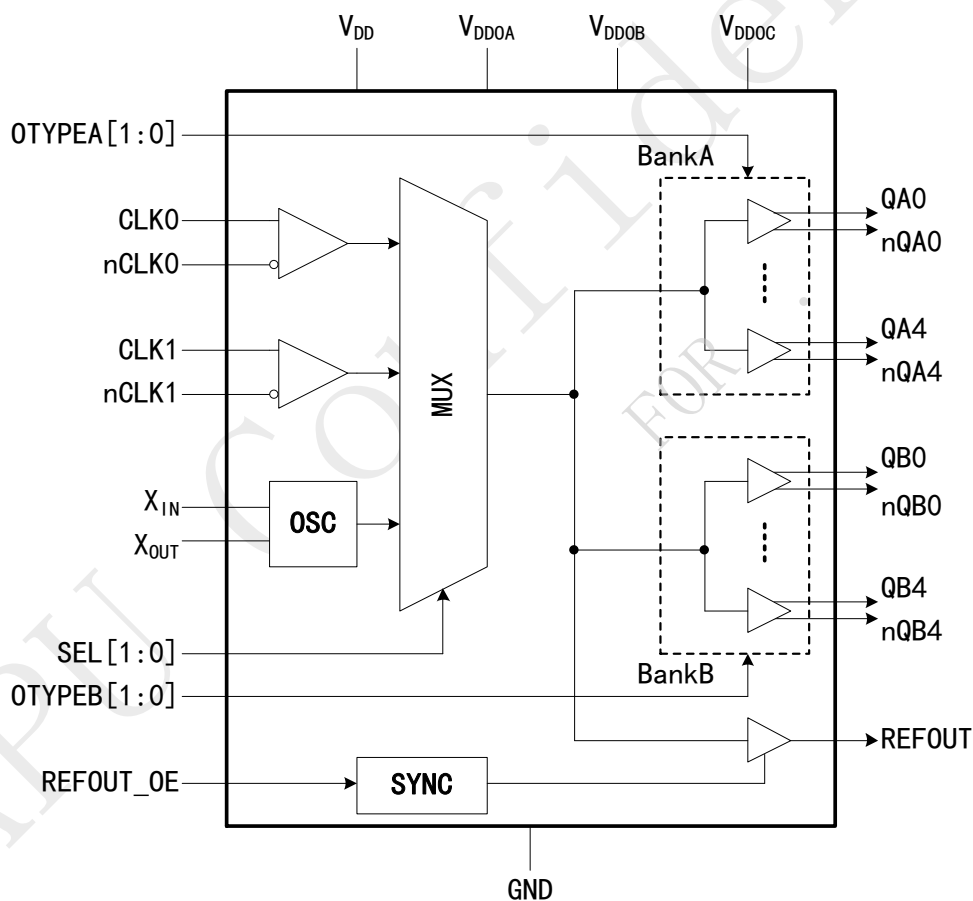 VDD VDDOA VDDOB VDDOC
OTYPEA[1:0]
BankA
CLK0
nCLK0
QA0
nQA0
CLK1
nCLK1
QA4
nQA4
MUX
FOR
QB0
nQB0
XIN
XOUT
OSC
QB4
nQB4
SEL[1:0]
OTYPEB[1:0]
BankB
REFOUT
REFOUT_OE
SYNC
GND